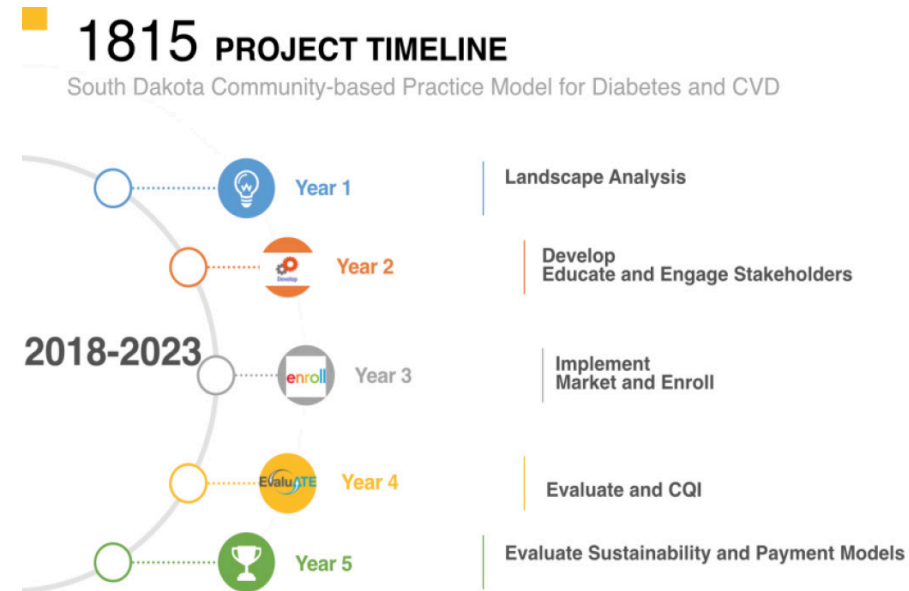 1815 PROJECT TIMELINE
South Dakota Community-based Practice Model for Diabetes and CVD
Year 1
Landscape Analysis
Develop
Year 2
Develop
Educate and Engage Stakeholders
2018-2023
enroll
Year 3
Implement
Market and Enroll
EvaluATE
Year 4
Evaluate and CQI
Year 5
Evaluate Sustainability and Payment Models